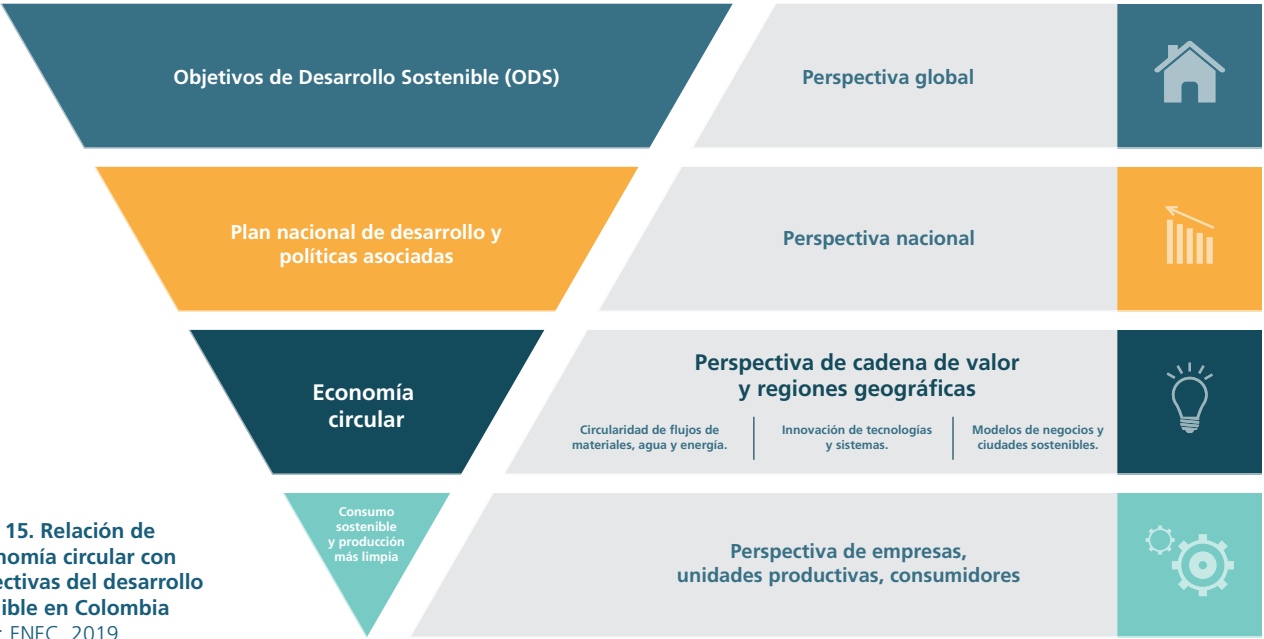 Objetivos de Desarrollo Sostenible (ODS)
Perspectiva global
Plan nacional de desarrollo y
políticas asociadas
Perspectiva nacional
Economía
circular
Perspectiva de cadena de valor
y regiones geográficas
Circularidad de flujos de
materiales, agua y energía.
Innovación de tecnologías
y sistemas.
Modelos de negocios y
ciudades sostenibles.
Consumo
sostenible
y producción
más limpia
Perspectiva de empresas,
unidades productivas, consumidores
15. Relación de
nomía circular con
ectivas del desarrollo
ible en Colombia
: ENEC, 2019